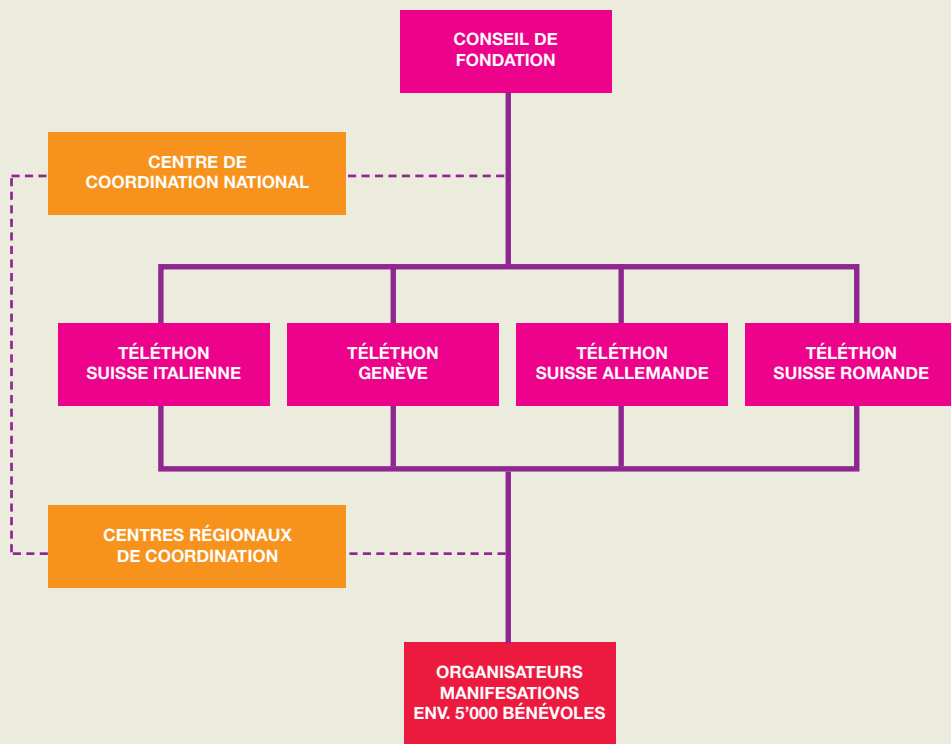 CONSEIL DE
FONDATION
CENTRE DE
COORDINATION NATIONAL
TÉLÉTHON
SUISSE ITALIENNE
TÉLÉTHON
GENÈVE
TÉLÉTHON
SUISSE ALLEMANDE
TÉLÉTHON
SUISSE ROMANDE
CENTRES RÉGIONAUX
DE COORDINATION
ORGANISATEURS
MANIFESATIONS
ENV. 5’000 BÉNÉVOLES